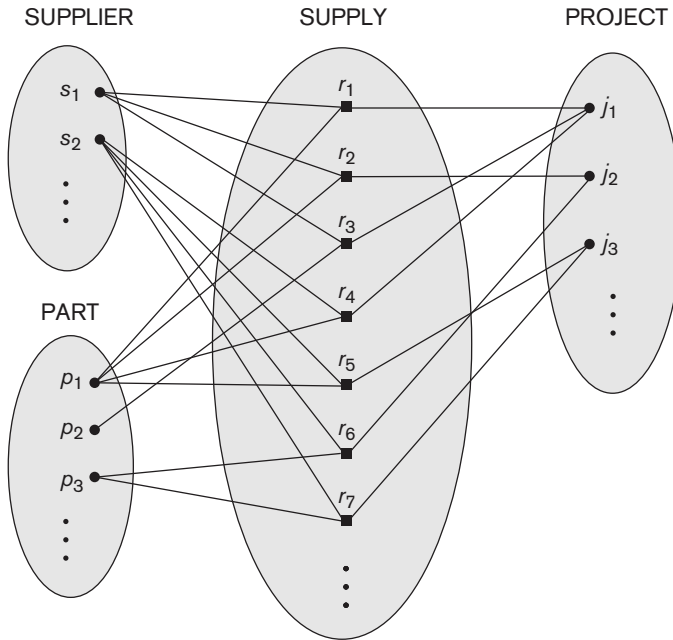 SUPPLIER
s1
s2
PART
p1
p2
p3
SUPPLY
r1
r2
r3
r4
r5
r6
r7
PROJECT
j1
j2
j3